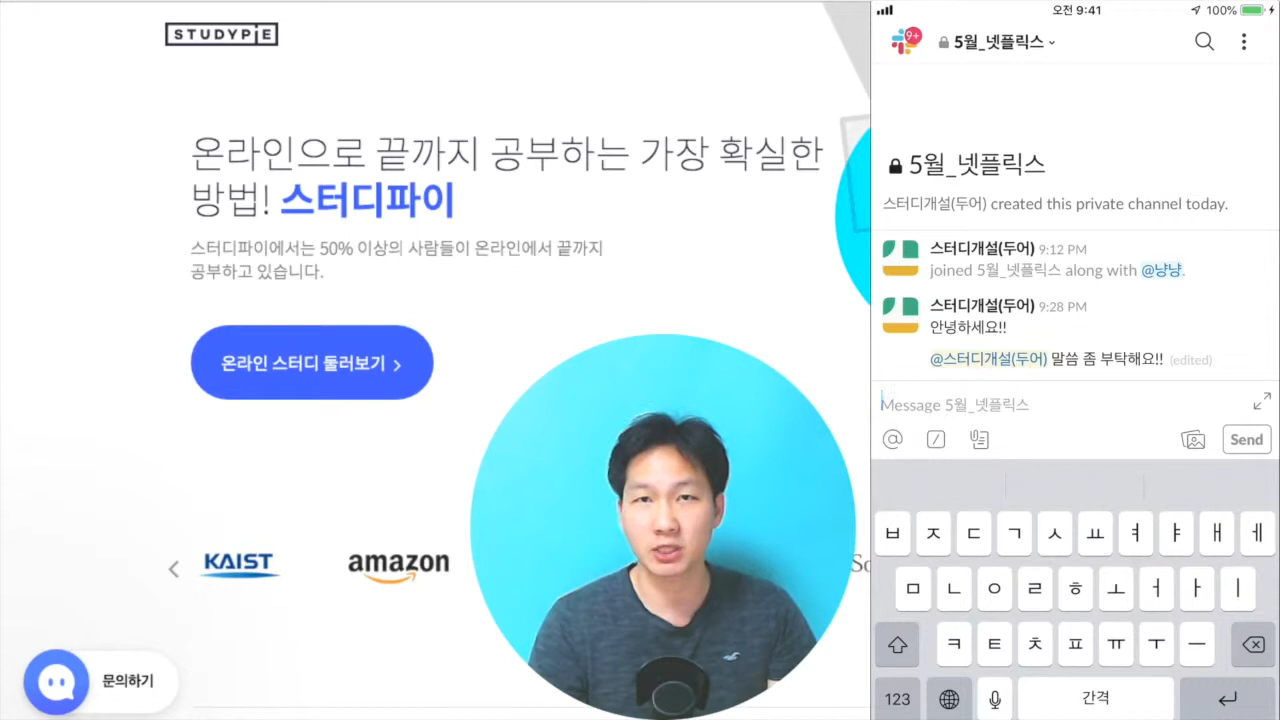 STUDYPiE
온라인으로 끝까지 공부하는 가장 확실한
방법! 스터디파이
스터디파이에서는 50% 이상의 사람들이 온라인에서 끝까지
공부하고 있습니다.
온라인 스터디 둘러보기 >
KAIST
amazon
So
문의하기
오전 9:41
100%
9+
5월_넷플릭스
5월_넷플릭스
스터디개설(두어) created this private channel today.
스터디개설(두어) 9:12 PM
joined 5월_넷플릭스 along with @냥냥.
스터디개설(두어) 9:28 PM
안녕하세요!!
@스터디개설(두어) 말씀 좀 부탁해요!! (edited)
Message 5월_넷플릭스
@ /
Send
ㅂ ㅈ ㄷ ㄱ ㅅ ㅛ ㅕ ㅑ ㅐ ㅔ
ㅁ ㄴ ㅇ ㄹ ㅎ ㅗ ㅓ ㅏ ㅣ
ㅋ ㅌ ㅊ ㅍ ㅠ ㅜ ㅡ
123 간격